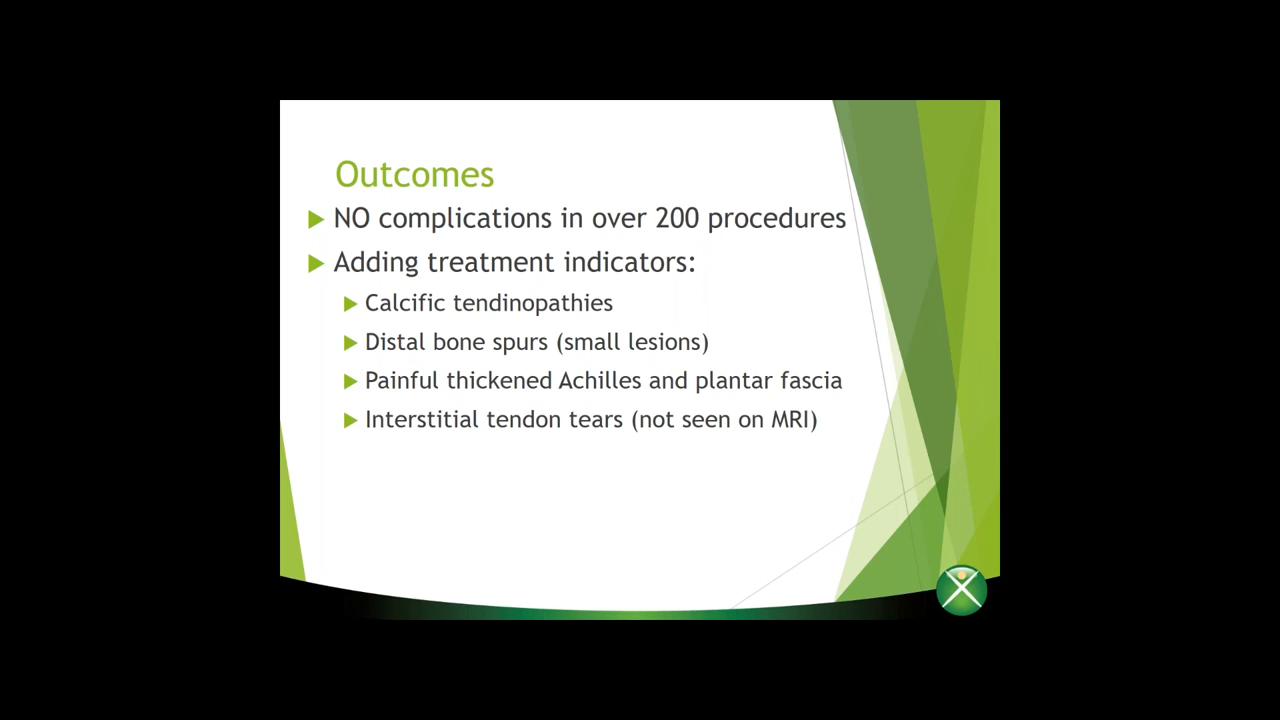 Outcomes
NO complications in over 200 procedures
Adding treatment indicators:
Calcific tendinopathies
Distal bone spurs (small lesions)
Painful thickened Achilles and plantar fascia
Interstitial tendon tears (not seen on MRI)